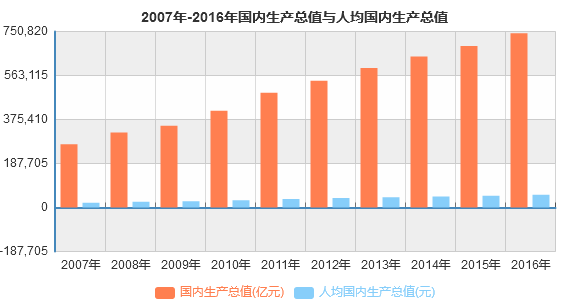 2007年-2016年国内生产总值与人均国内生产总值
750,820
563,115
375,410
187,705
0
-187,705
2007年 2008年 2009年 2010年 2011年 2012年 2013年 2014年 2015年 2016年
国内生产总值(亿元) 人均国内生产总值(元)